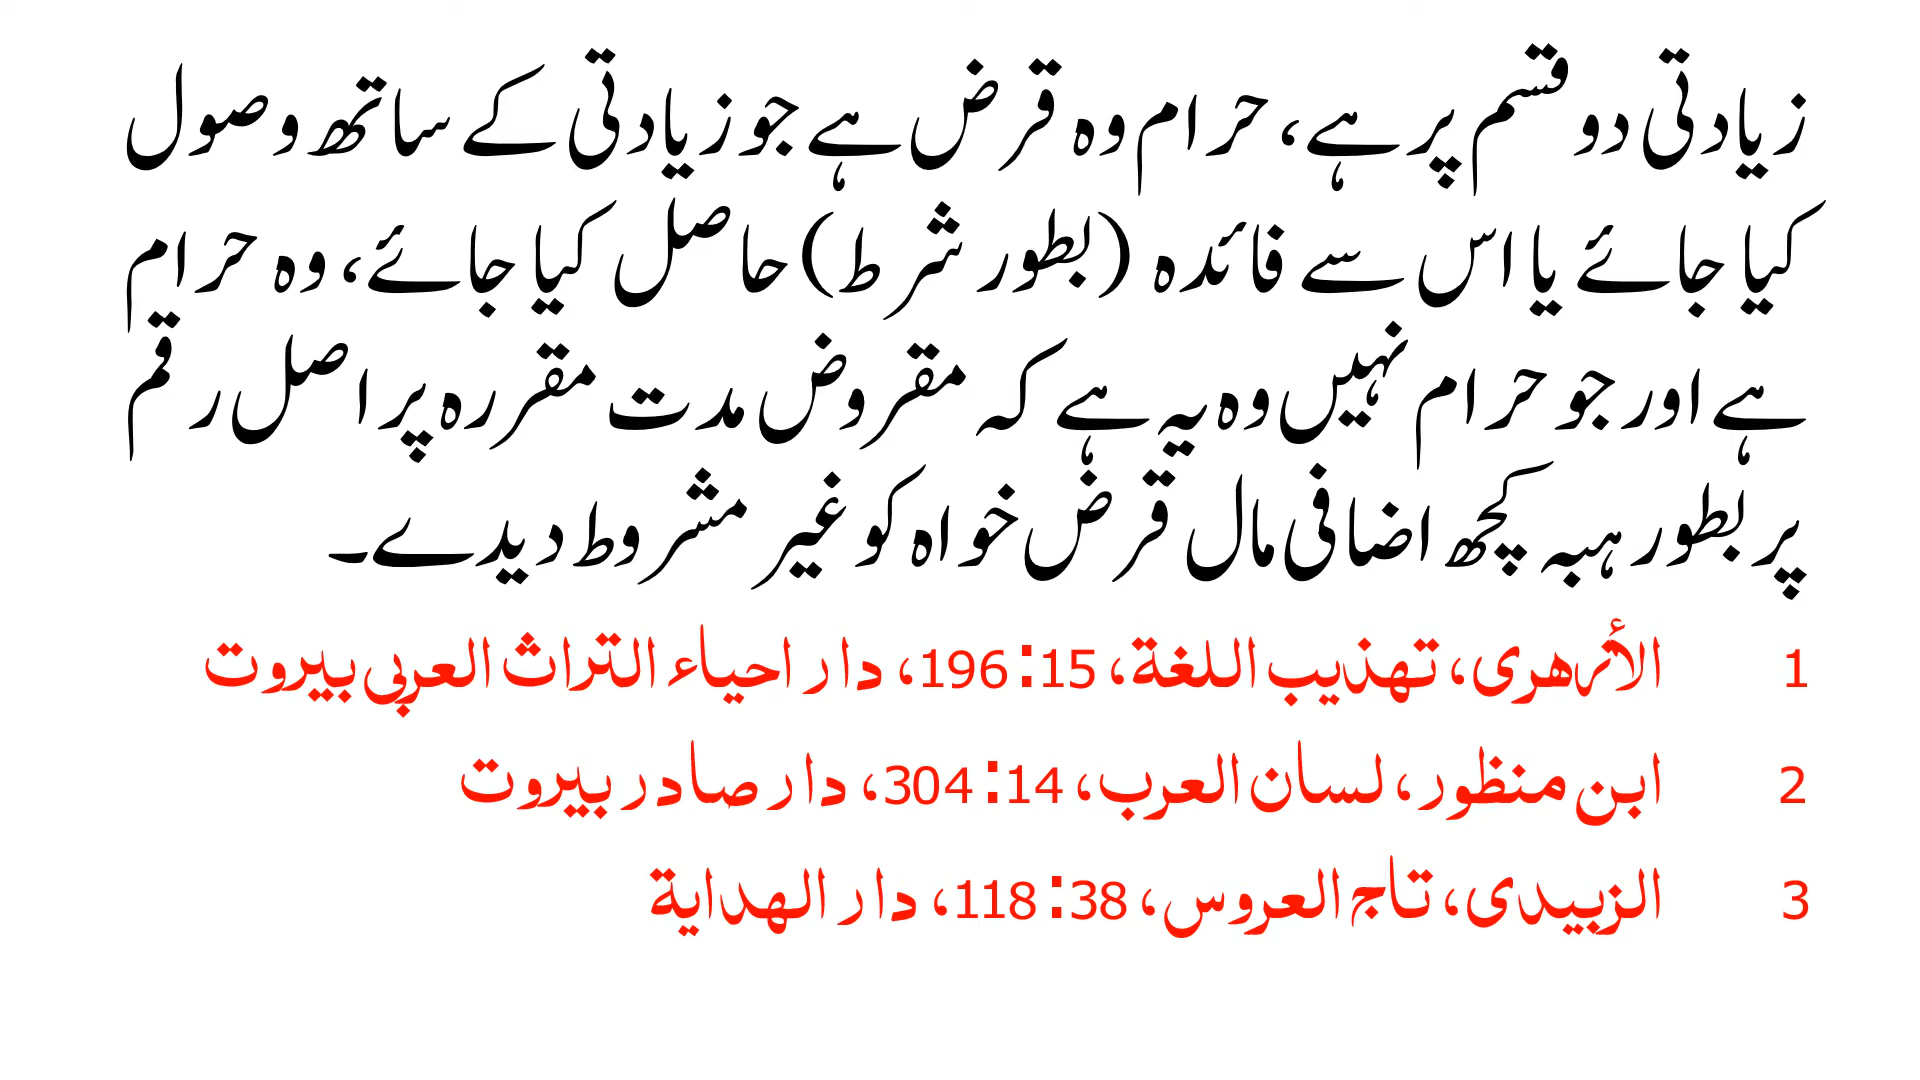 زیادتی دو قسم پر ہے، حرام وہ قرض ہے جو زیادتی کے ساتھ وصول
کیا جائے یا اس سے فائدہ (بطور شرط) حاصل کیا جائے، وہ حرام
ہے اور جو حرام نہیں وہ یہ ہے کہ مقروض مدت مقررہ پر اصل رقم
پر بطور ہبہ کچھ اضافی مال قرض خواہ کو غیر مشروط دیدے۔
1 الأزهری، تهذیب اللغة، 15: 196، دار احیاء التراث العربی بیروت
2 ابن منظور، لسان العرب، 14: 304، دار صادر بیروت
3 الزبیدی، تاج العروس، 38: 118، دار الهدایة